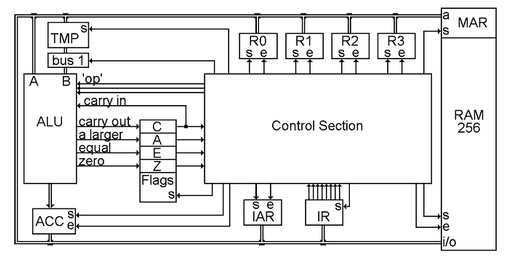 TMP s
bus 1
A B 'op'
ALU
carry in
carry out
a larger
equal
zero
C
A
E
Z
Flags
s
ACC s
e
R0
s e
R1
s e
R2
s e
R3
s e
Control Section
s e
IAR
IR s
a MAR
s
RAM
256
s
e
i/o